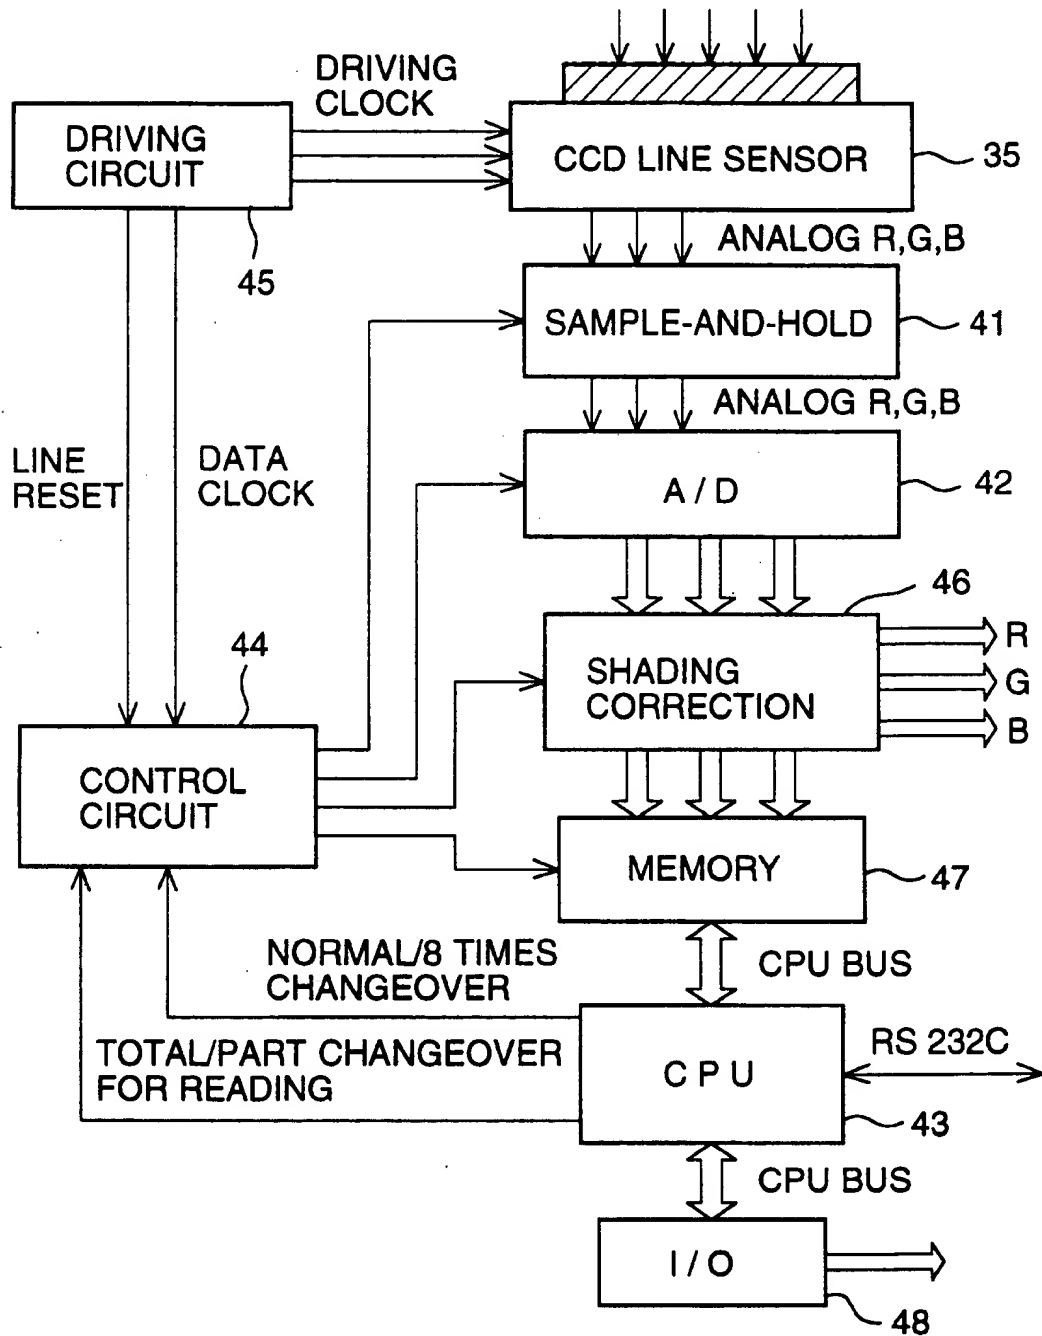 DRIVING
CLOCK
DRIVING
CIRCUIT
CCD LINE SENSOR
35
45
ANALOG R,G,B
SAMPLE-AND-HOLD
41
ANALOG R,G,B
LINE
RESET
DATA
CLOCK
A / D
42
46
44
SHADING
CORRECTION
R
G
B
CONTROL
CIRCUIT
MEMORY
47
NORMAL/8 TIMES
CHANGEOVER
CPU BUS
TOTAL/PART CHANGEOVER
FOR READING
C P U
RS 232C
43
CPU BUS
I / O
48